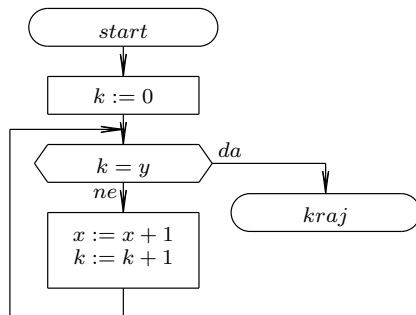 start
k := 0
k = y
da
ne
kraj
x := x + 1
k := k + 1